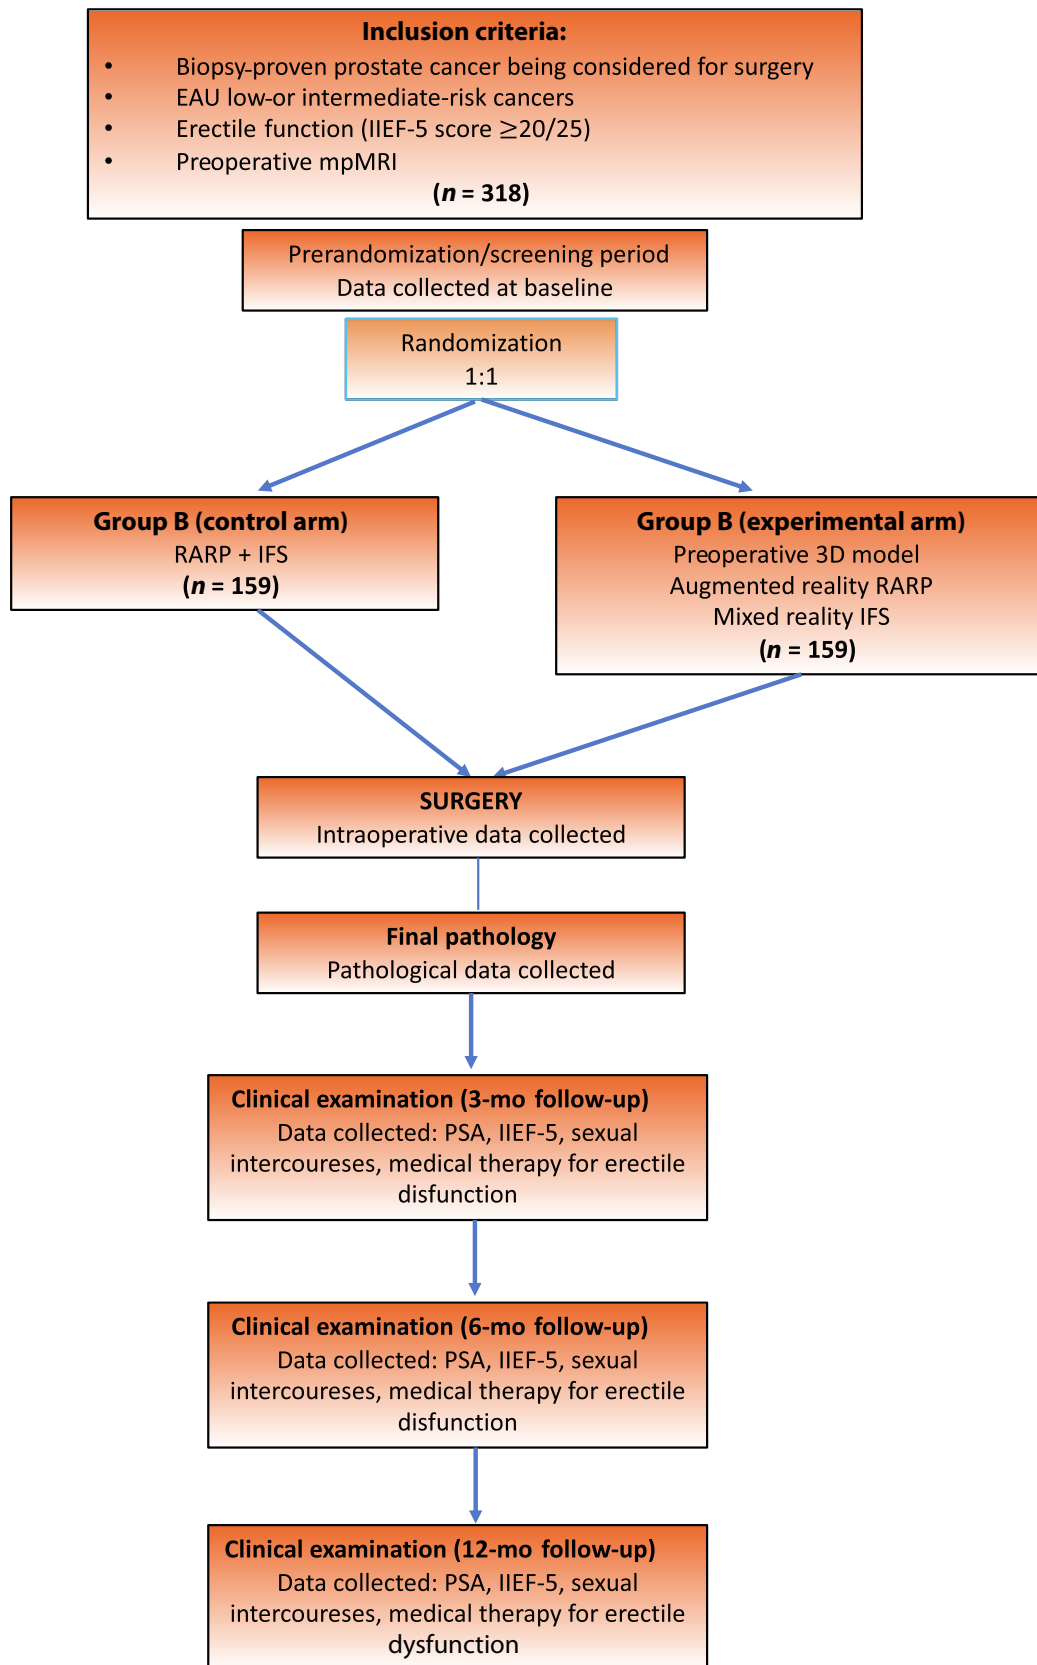 Inclusion criteria:
• Biopsy-proven prostate cancer being considered for surgery
• EAU low-or intermediate-risk cancers
• Erectile function (IIEF-5 score ≥20/25)
• Preoperative mpMRI
(n = 318)
Prerandomization/screening period
Data collected at baseline
Randomization
1:1
Group B (control arm)
RARP + IFS
(n = 159)
Group B (experimental arm)
Preoperative 3D model
Augmented reality RARP
Mixed reality IFS
(n = 159)
SURGERY
Intraoperative data collected
Final pathology
Pathological data collected
Clinical examination (3-mo follow-up)
Data collected: PSA, IIEF-5, sexual
intercoureses, medical therapy for erectile
disfunction
Clinical examination (6-mo follow-up)
Data collected: PSA, IIEF-5, sexual
intercoureses, medical therapy for erectile
disfunction
Clinical examination (12-mo follow-up)
Data collected: PSA, IIEF-5, sexual
intercoureses, medical therapy for erectile
dysfunction